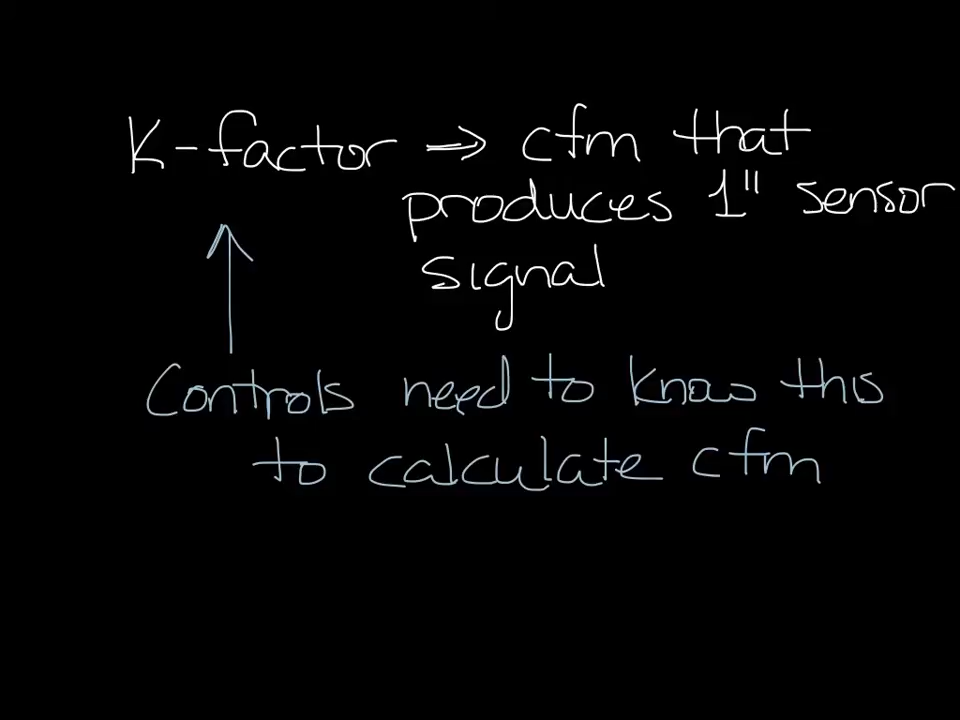 K-factor → cfm that
produces 1" sensor
signal
Controls need to know this
to calculate cfm